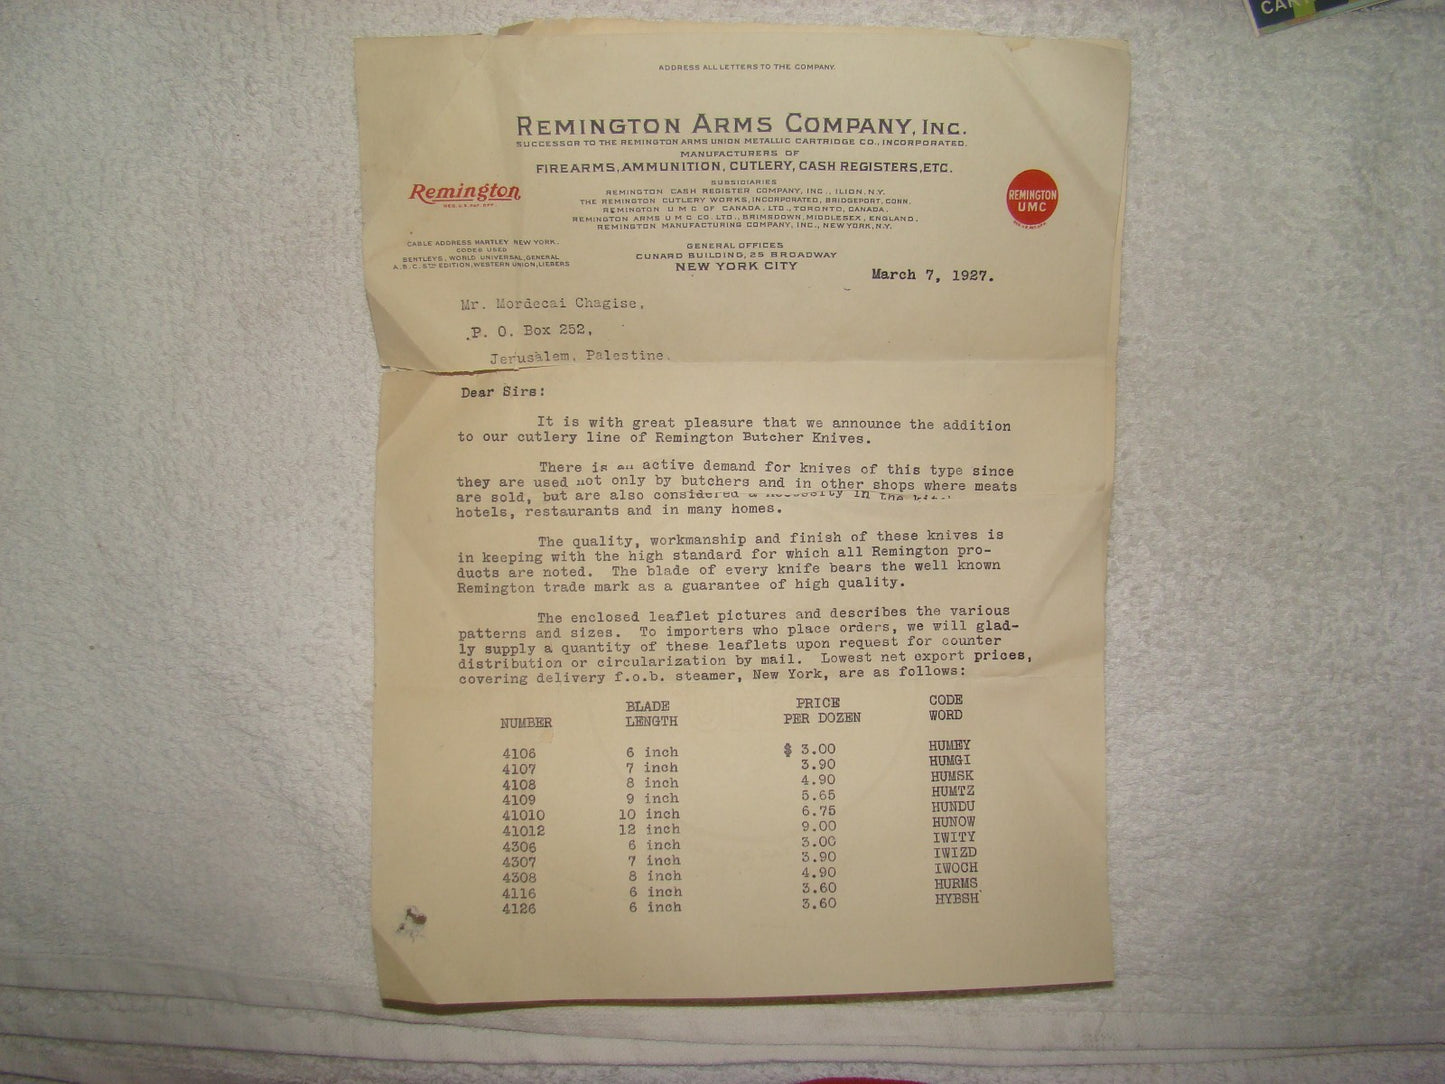 CAR
ADDRESS ALL LETTERS TO THE COMPANY.
REMINGTON ARMS COMPANY, INC.
SUCCESSOR TO THE REMINGTON ARMS UNION METALLIC CARTRIDGE CO., INCORPORATED.
MANUFACTURERS OF
FIREARMS, AMMUNITION, CUTLERY, CASH REGISTERS, ETC.
SUBSIDIARIES
REMINGTON CASH REGISTER COMPANY, INC., ILION, N.Y.
THE REMINGTON CUTLERY WORKS, INCORPORATED, BRIDGEPORT, CONN.
REMINGTON U M C OF CANADA, LTD., TORONTO, CANADA.
REMINGTON ARMS U M C CO. LTD., BRIMSDOWN, MIDDLESEX, ENGLAND.
REMINGTON MANUFACTURING COMPANY, INC., NEW YORK, N.Y.
Remington
REG. U.S. PAT. OFF.
REMINGTON
UMC
CABLE ADDRESS HARTLEY NEW YORK.
CODES USED
BENTLEYS, WORLD UNIVERSAL, GENERAL
A.B.C. 5TH EDITION, WESTERN UNION, LIEBERS
GENERAL OFFICES
CUNARD BUILDING, 25 BROADWAY
NEW YORK CITY
March 7, 1927.
Mr. Mordecai Chagise,
P. O. Box 252,
Jerusalem, Palestine.
Dear Sirs:
It is with great pleasure that we announce the addition
to our cutlery line of Remington Butcher Knives.
There is an active demand for knives of this type since
they are used not only by butchers and in other shops where meats
are sold, but are also considered a necessity in the
hotels, restaurants and in many homes.
The quality, workmanship and finish of these knives is
in keeping with the high standard for which all Remington pro-
ducts are noted. The blade of every knife bears the well known
Remington trade mark as a guarantee of high quality.
The enclosed leaflet pictures and describes the various
patterns and sizes. To importers who place orders, we will glad-
ly supply a quantity of these leaflets upon request for counter
distribution or circularization by mail. Lowest net export prices,
covering delivery f.o.b. steamer, New York, are as follows:
NUMBER BLADE LENGTH PRICE PER DOZEN CODE WORD
4106 6 inch $ 3.00 HUMEY
4107 7 inch 3.90 HUMGI
4108 8 inch 4.90 HUMSK
4109 9 inch 5.65 HUMTZ
41010 10 inch 6.75 HUNDU
41012 12 inch 9.00 HUNOW
4306 6 inch 3.00 IWITY
4307 7 inch 3.90 IWIZD
4308 8 inch 4.90 IWOCH
4116 6 inch 3.60 HURMS
4126 6 inch 3.60 HYBSH